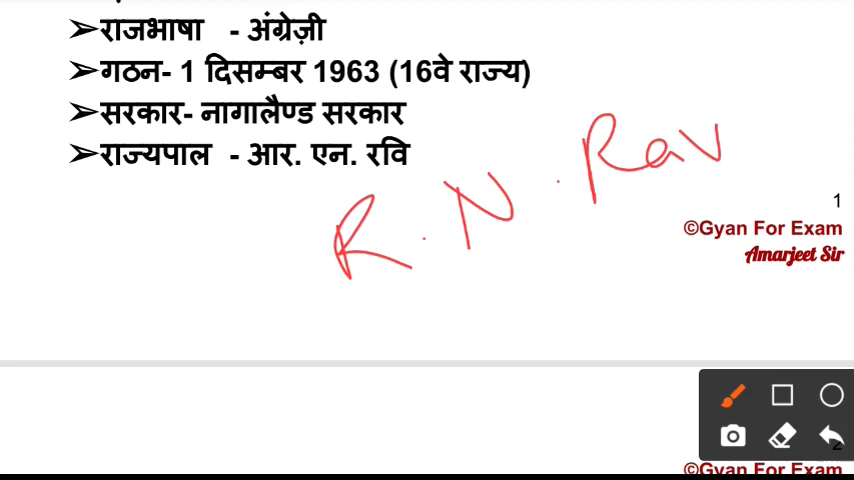 ➢राजभाषा - अंग्रेज़ी
➢गठन- 1 दिसम्बर 1963 (16वे राज्य)
➢सरकार- नागालैण्ड सरकार
➢राज्यपाल - आर. एन. रवि
R. N. Rav
1
©Gyan For Exam
Amarjeet Sir
2
©Gyan For Exam